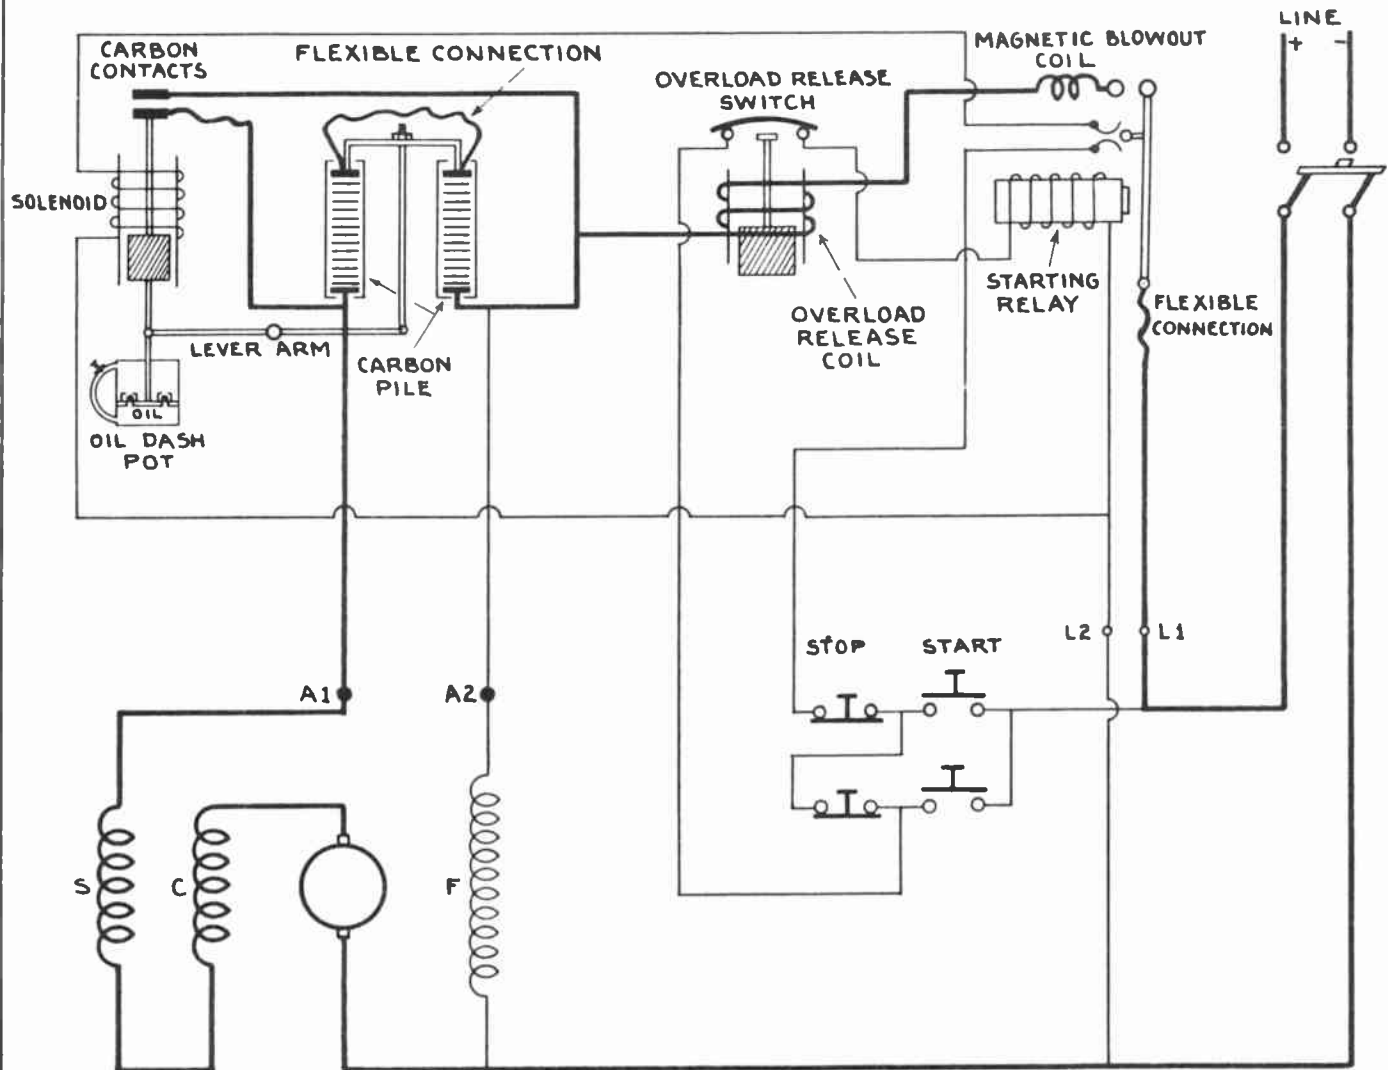 LINE
+ -
CARBON
CONTACTS
FLEXIBLE CONNECTION
OVERLOAD RELEASE
SWITCH
MAGNETIC BLOWOUT
COIL
SOLENOID
STARTING
RELAY
FLEXIBLE
CONNECTION
OVERLOAD
RELEASE
COIL
LEVER ARM
CARBON
PILE
OIL
OIL DASH
POT
L2
L1
STOP
START
A1
A2
S
C
F